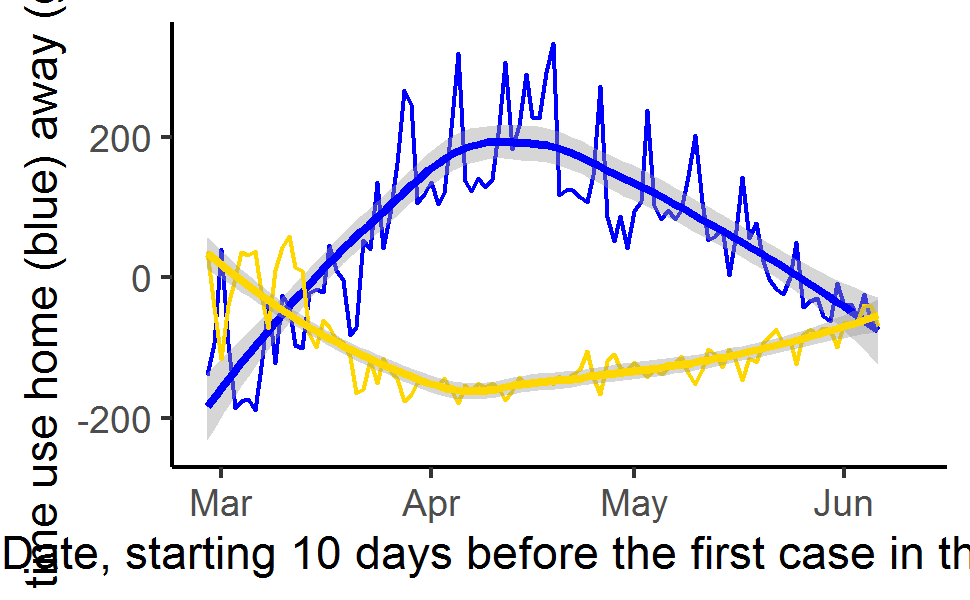 time use home (blue) away (
200
0
-200
Mar Apr May Jun
Date, starting 10 days before the first case in th